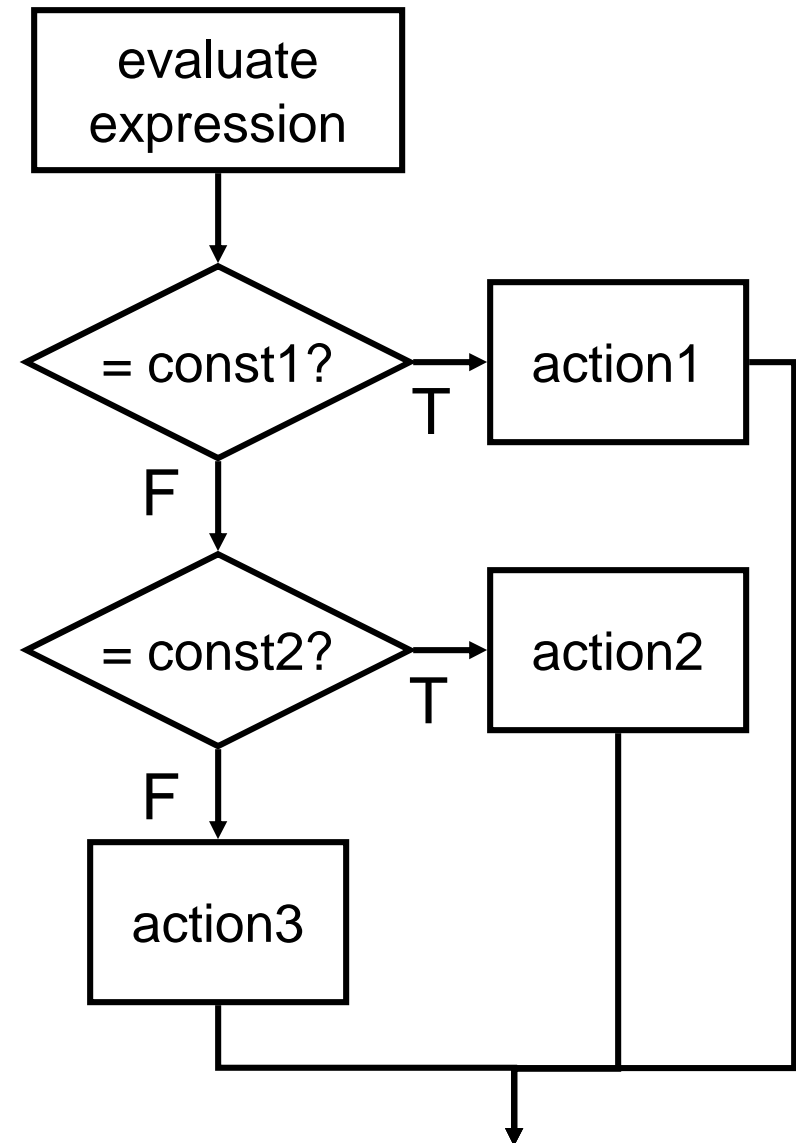 evaluate
expression
= const1?
T
action1
F
= const2?
T
action2
F
action3